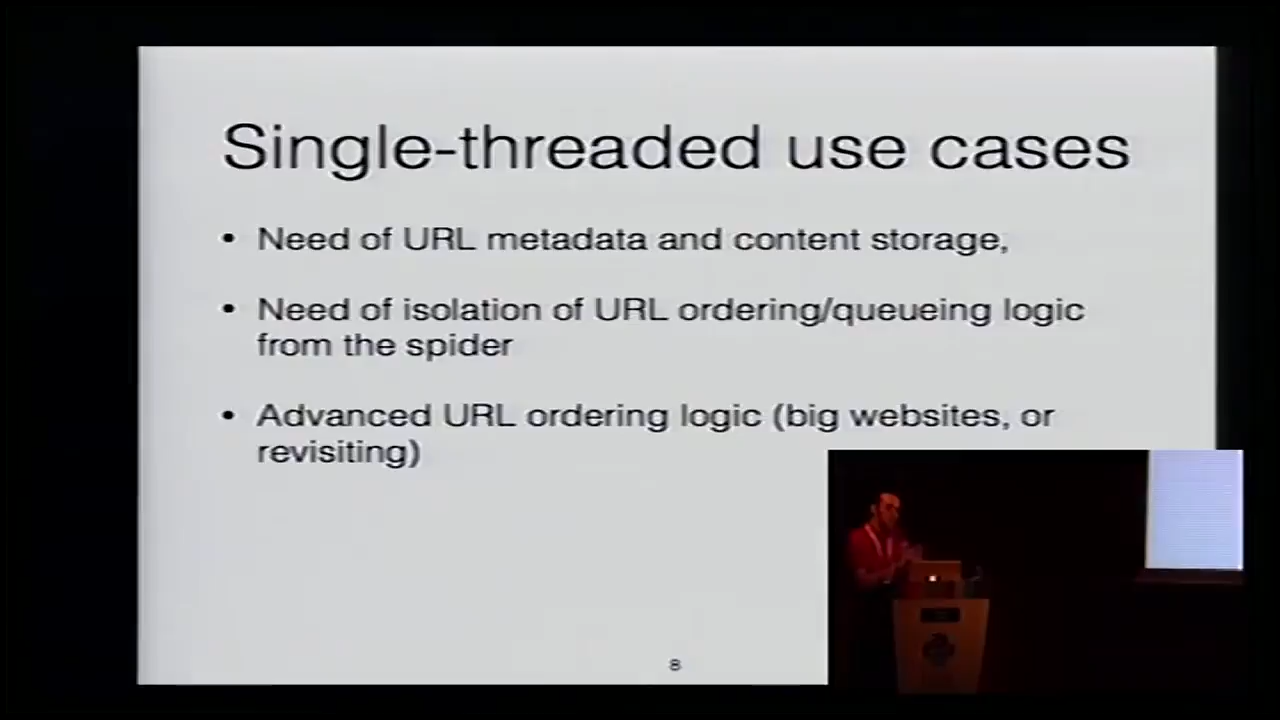 Single-threaded use cases
• Need of URL metadata and content storage,
• Need of isolation of URL ordering/queueing logic
from the spider
• Advanced URL ordering logic (big websites, or
revisiting)
8